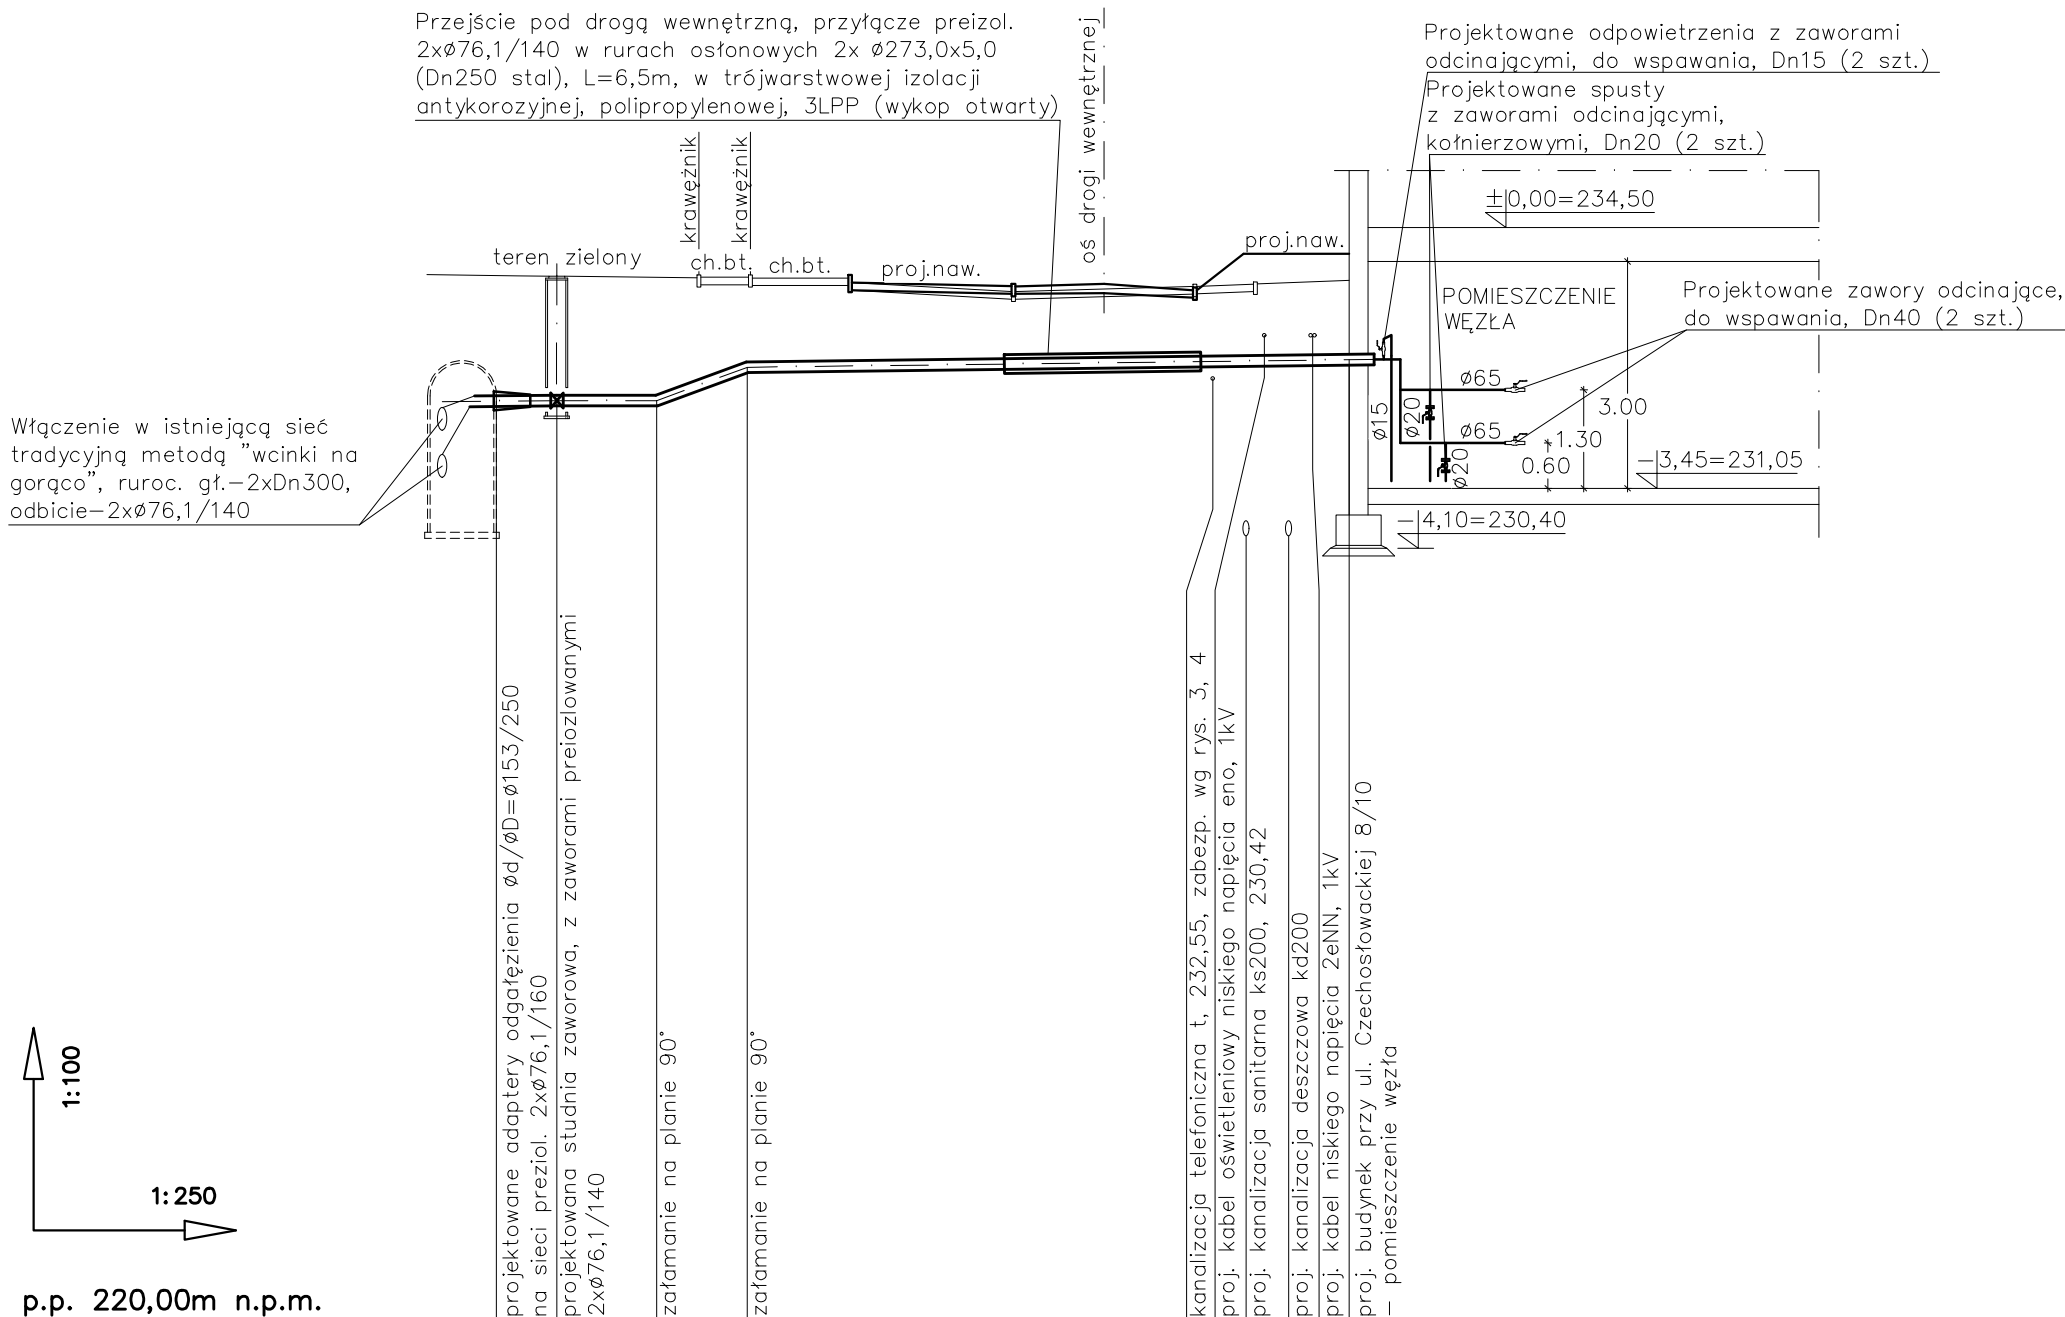 Przejście pod drogą wewnętrzną, przyłącze preizol.
2xø76,1/140 w rurach osłonowych 2x ø273,0x5,0
(Dn250 stal), L=6,5m, w trójwarstwowej izolacji
antykorozyjnej, polipropylenowej, 3LPP (wykop otwarty)
oś drogi wewnętrznej
Projektowane odpowietrzenia z zaworami
odcinającymi, do wspawania, Dn15 (2 szt.)
Projektowane spusty
z zaworami odcinającymi,
kołnierzowymi, Dn20 (2 szt.)
krawężnik
krawężnik
±0,00=234,50
teren zielony
ch.bt.
ch.bt.
proj.naw.
proj.naw.
POMIESZCZENIE
WĘZŁA
Projektowane zawory odcinające,
do wspawania, Dn40 (2 szt.)
ø65
ø65
ø15
ø20
ø20
3.00
1.30
0.60
-3,45=231,05
-4,10=230,40
Włączenie w istniejącą sieć
tradycyjną metodą "wcinki na
gorąco", ruroc. gł.-2xDn300,
odbicie-2xø76,1/140
projektowane adaptery odgałęzienia ød/øD=ø153/250
na sieci preziol. 2xø76,1/160
projektowana studnia zaworowa, z zaworami preiozlowanymi
2xø76,1/140
załamanie na planie 90°
załamanie na planie 90°
kanalizacja telefoniczna t, 232,55, zabezp. wg rys. 3, 4
proj. kabel oświetleniowy niskiego napięcia eno, 1kV
proj. kanalizacja sanitarna ks200, 230,42
proj. kanalizacja deszczowa kd200
proj. kabel niskiego napięcia 2eNN, 1kV
proj. budynek przy ul. Czechosłowackiej 8/10
- pomieszczenie węzła
1:100
1:250
p.p. 220,00m n.p.m.